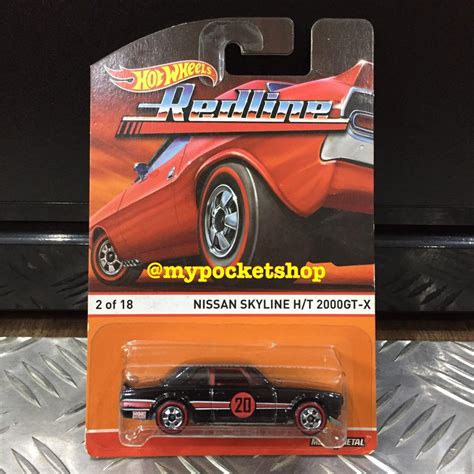 Hot Wheels
Redline
@mypocketshop
2 of 18
NISSAN SKYLINE H/T 2000GT-X
20